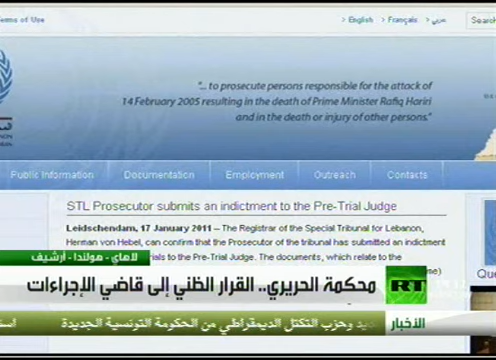 erms of Use
> English > Français > عربي
Search
"... to prosecute persons responsible for the attack of
14 February 2005 resulting in the death of Prime Minister Rafiq Hariri
and in the death or injury of other persons."
Public Information Documentation Employment Outreach Contacts
STL Prosecutor submits an indictment to the Pre-Trial Judge
Leidschendam, 17 January 2011 – The Registrar of the Special Tribunal for Lebanon,
Herman von Hebel, can confirm that the Prosecutor of the tribunal has submitted an indictment
rials to the Pre-Trial Judge. The documents, which relate to the
Que
لاهاي - هولندا - أرشيف
محكمة الحريري.. القرار الظني إلى قاضي الإجراءات
RT
الأخبار
ديد وحزب التكتل الديمقراطي من الحكومة التونسية الجديدة